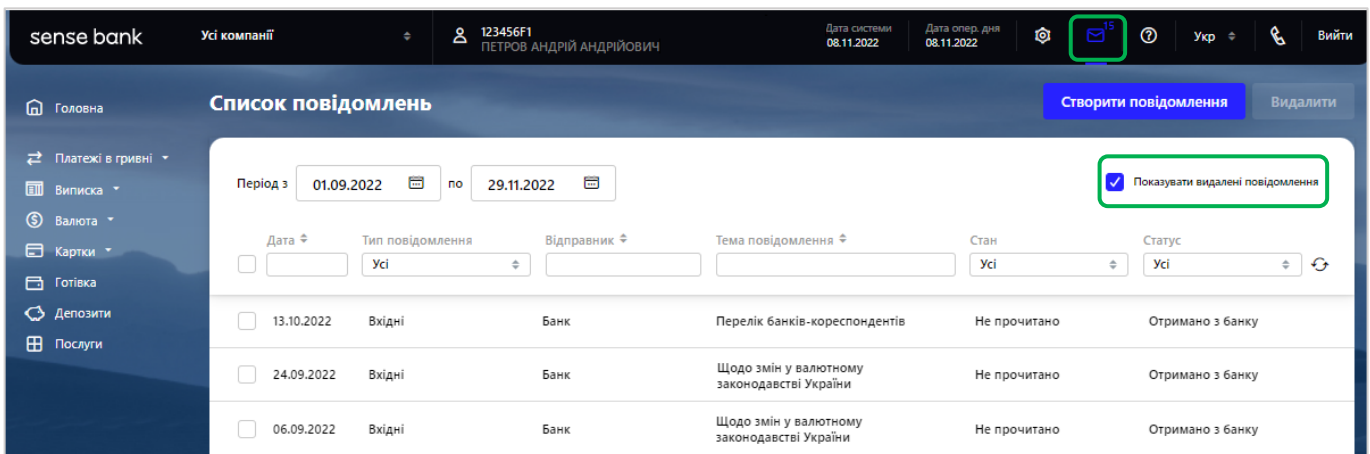 sense bank
Усі компанії
123456F1
ПЕТРОВ АНДРІЙ АНДРІЙОВИЧ
Дата системи
08.11.2022
Дата опер. дня
08.11.2022
15
Укр
Вийти
Головна
Платежі в гривні
Виписка
Валюта
Картки
Готівка
Депозити
Послуги
Список повідомлень
Створити повідомлення
Видалити
Період з 01.09.2022 по 29.11.2022
Показувати видалені повідомлення
Дата Тип повідомлення Відправник Тема повідомлення Стан Статус
Усі Усі Усі
13.10.2022 Вхідні Банк Перелік банків-кореспондентів Не прочитано Отримано з банку
24.09.2022 Вхідні Банк Щодо змін у валютному законодавстві України Не прочитано Отримано з банку
06.09.2022 Вхідні Банк Щодо змін у валютному законодавстві України Не прочитано Отримано з банку